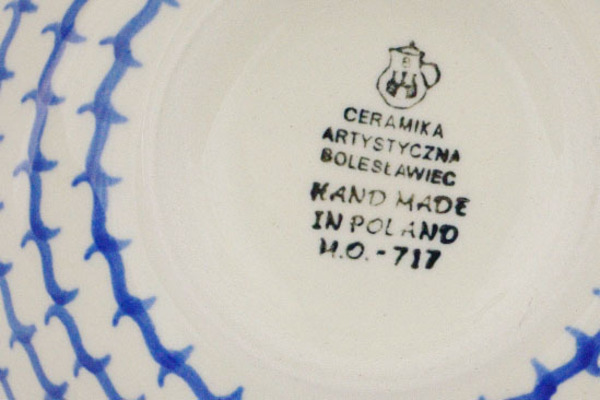 CERAMIKA
ARTYSTYCZNA
BOLESŁAWIEC
HAND MADE
IN POLAND
H.O. - 717